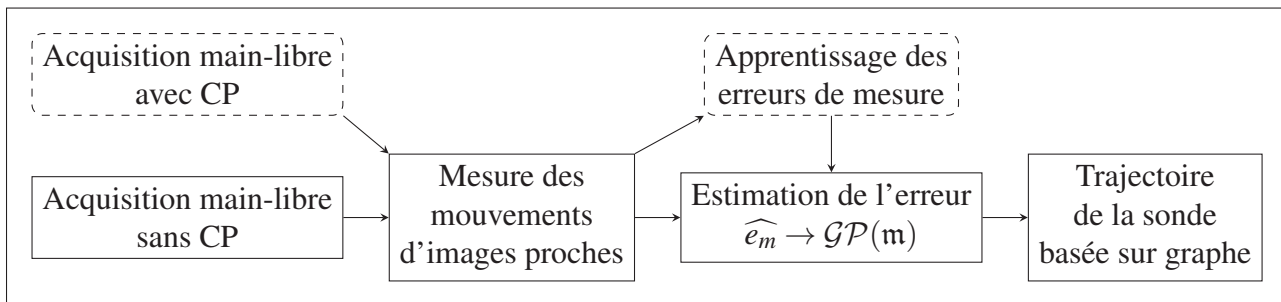 Acquisition main-libre
avec CP
Apprentissage des
erreurs de mesure
Acquisition main-libre
sans CP
Mesure des
mouvements
d'images proches
Estimation de l'erreur
$\widehat{e_m} \to \mathcal{GP}(\mathfrak{m})$
Trajectoire
de la sonde
basée sur graphe